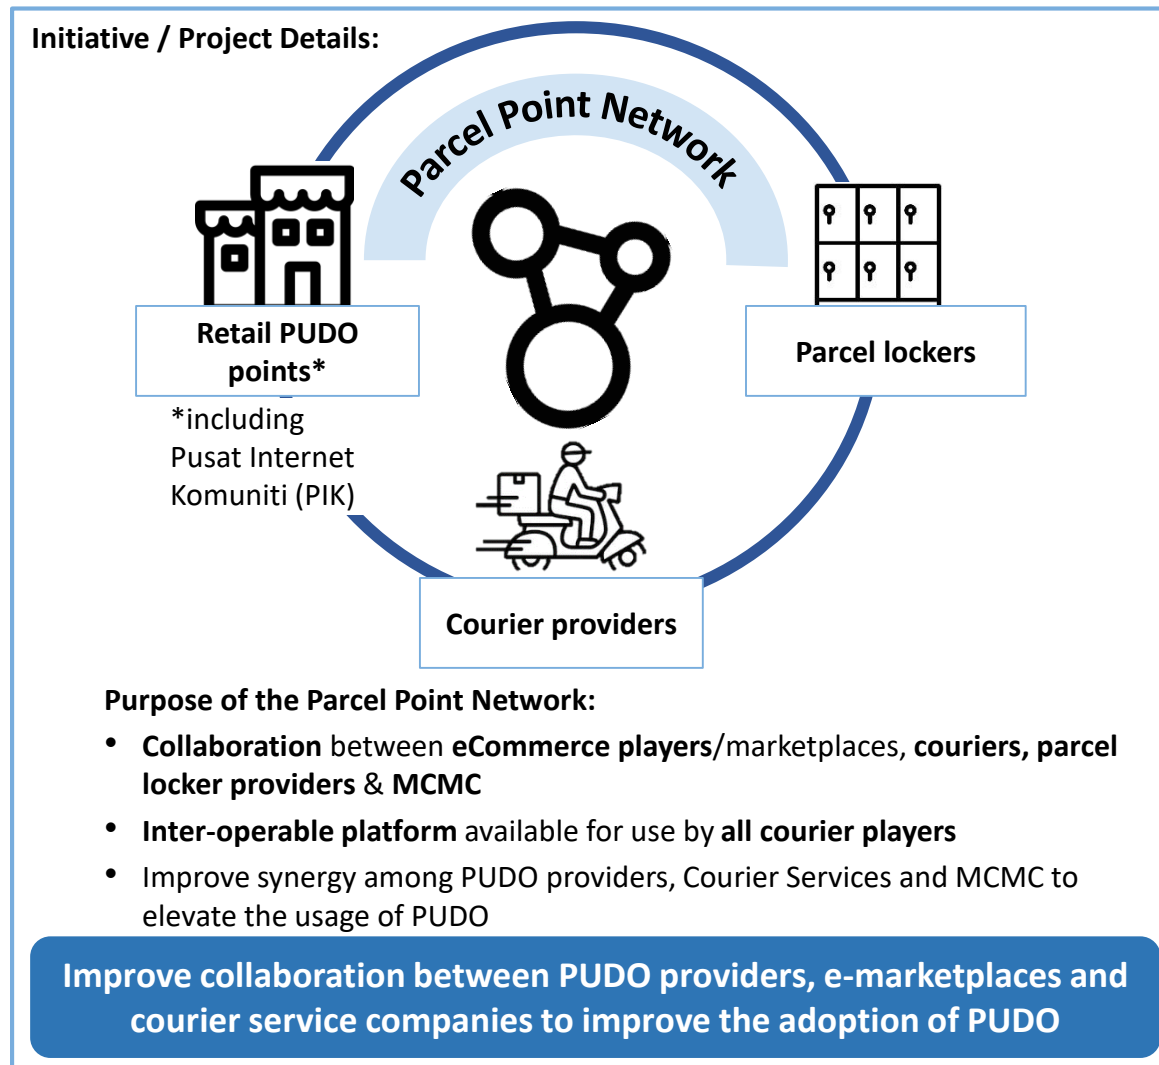 Initiative / Project Details:
Parcel Point Network
Retail PUDO
points*
*including
Pusat Internet
Komuniti (PIK)
Parcel lockers
Courier providers
Purpose of the Parcel Point Network:
• Collaboration between eCommerce players/marketplaces, couriers, parcel
locker providers & MCMC
• Inter-operable platform available for use by all courier players
• Improve synergy among PUDO providers, Courier Services and MCMC to
elevate the usage of PUDO
Improve collaboration between PUDO providers, e-marketplaces and
courier service companies to improve the adoption of PUDO